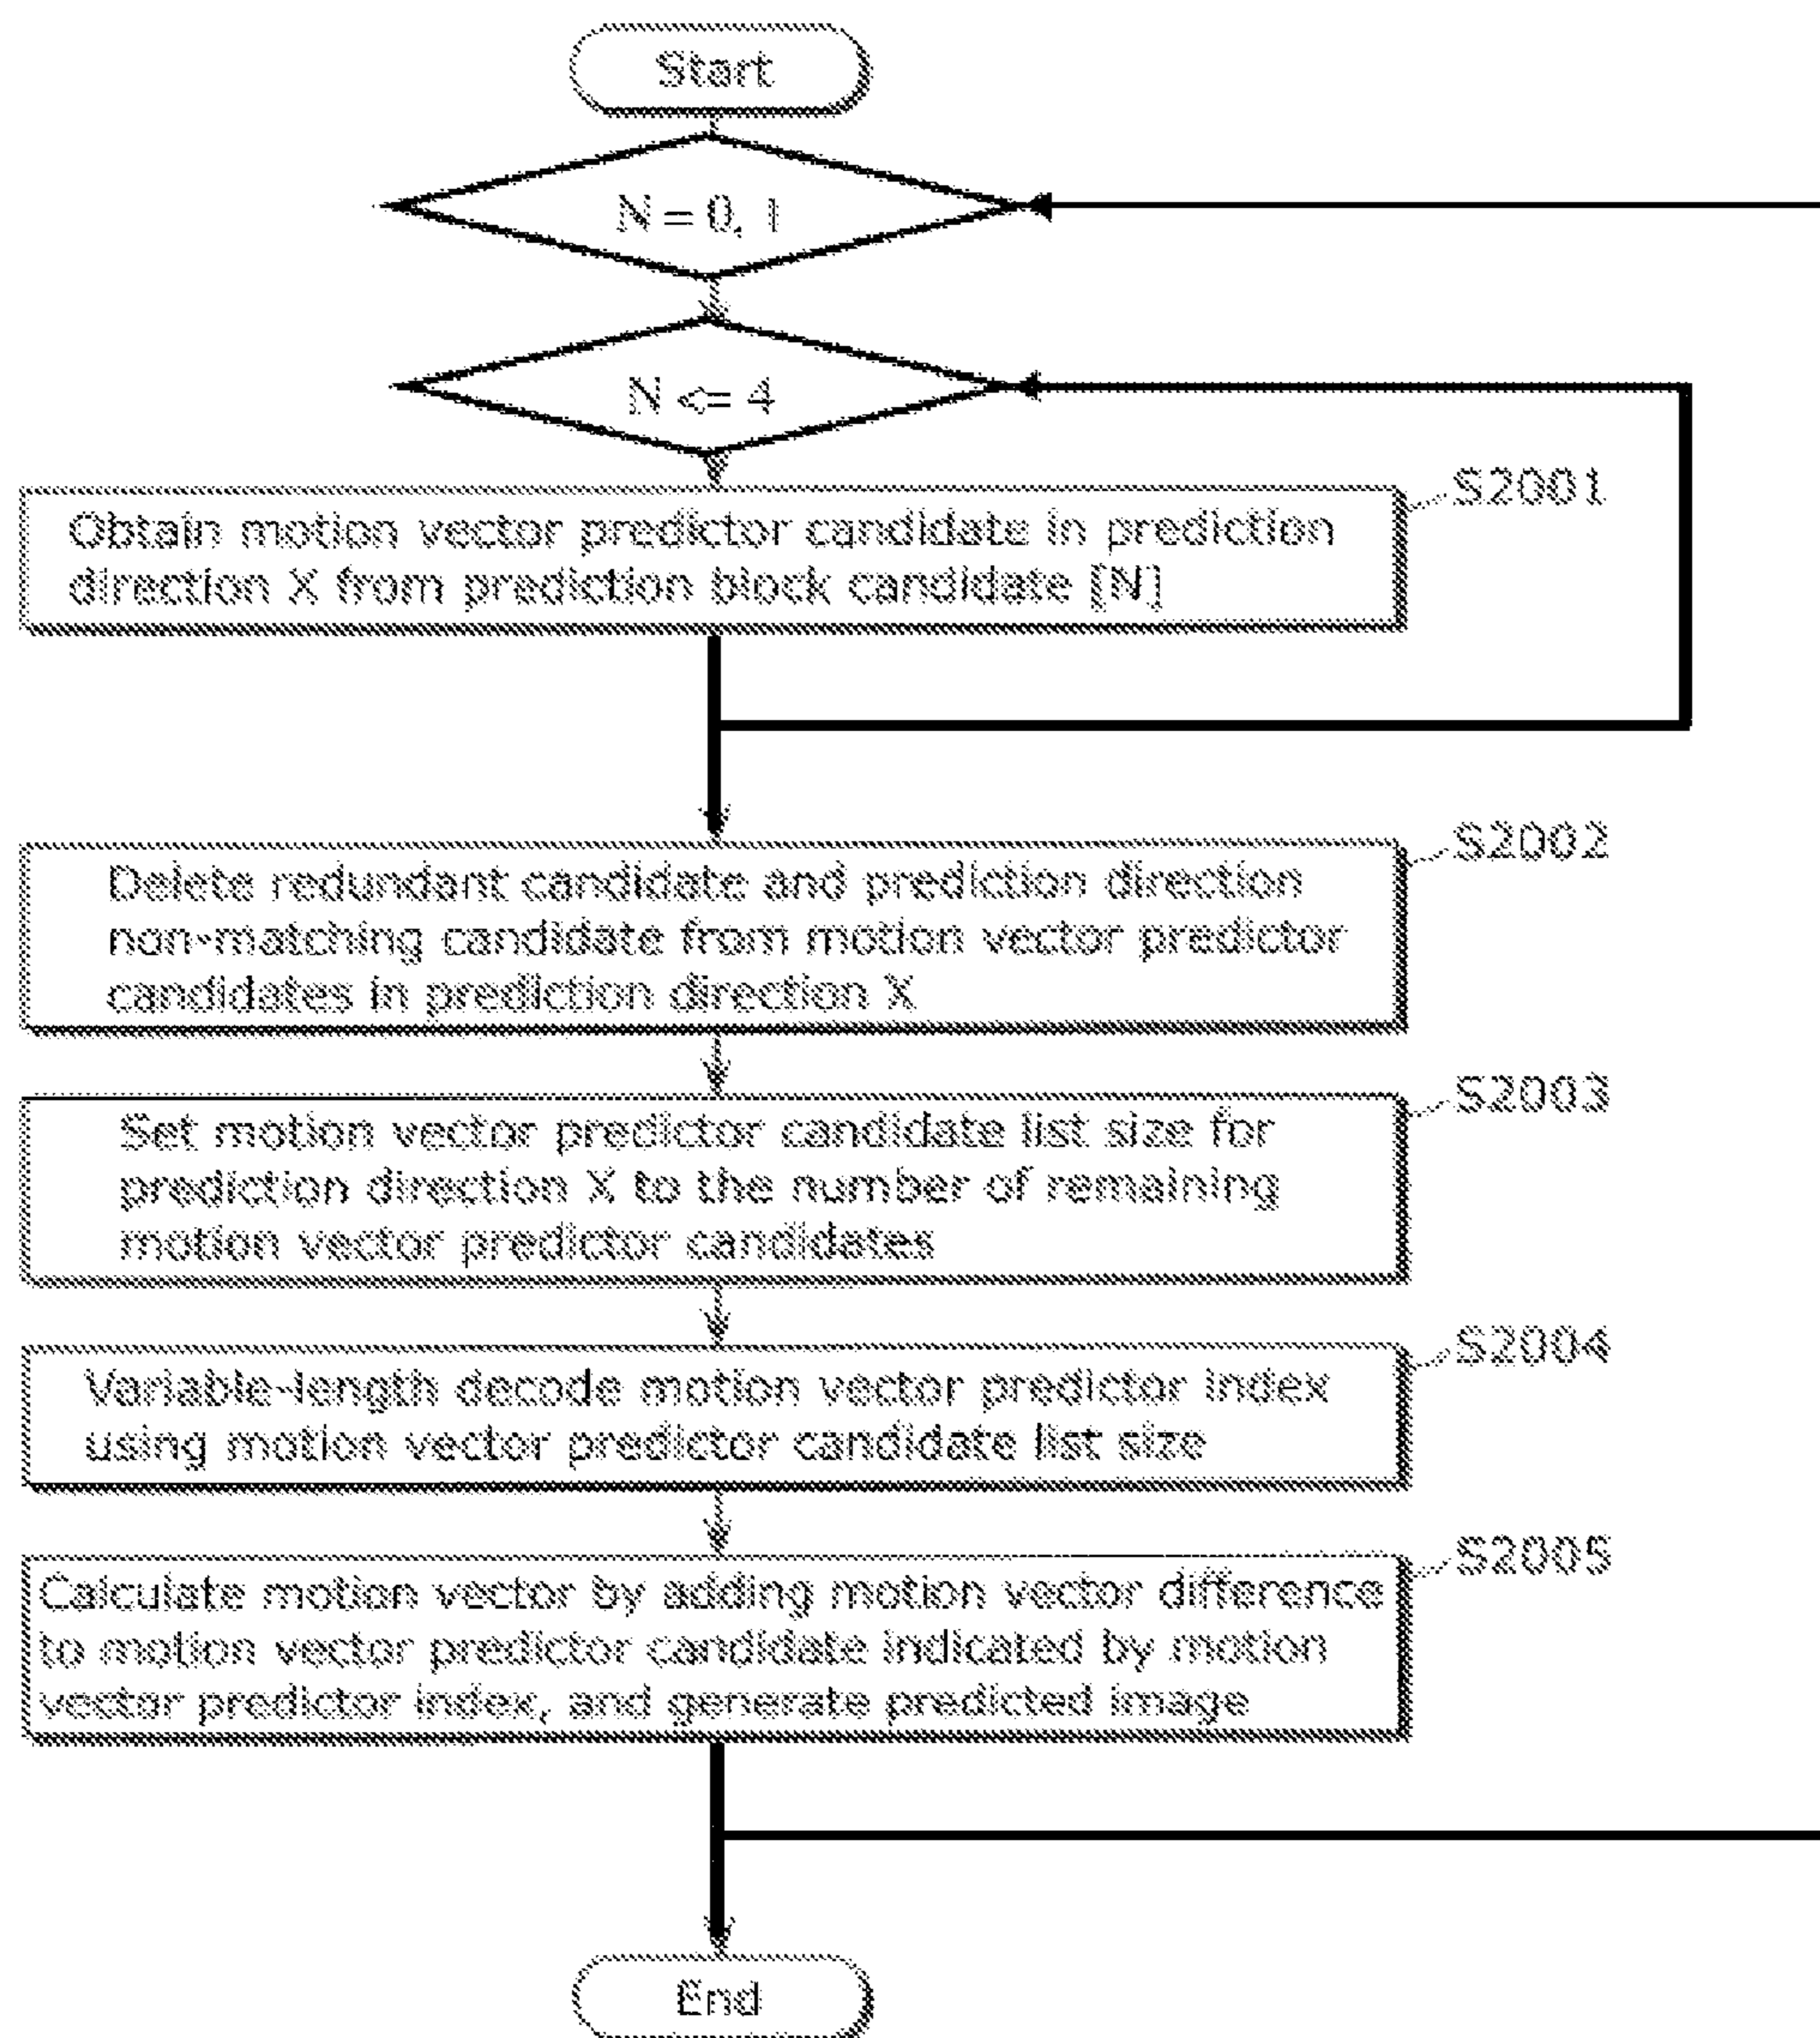 Start
N = 0, 1
N <= 4
S2001
Obtain motion vector predictor candidate in prediction
direction X from prediction block candidate [N]
S2002
Delete redundant candidate and prediction direction
non-matching candidate from motion vector predictor
candidates in prediction direction X
S2003
Set motion vector predictor candidate list size for
prediction direction X to the number of remaining
motion vector predictor candidates
S2004
Variable-length decode motion vector predictor index
using motion vector predictor candidate list size
S2005
Calculate motion vector by adding motion vector difference
to motion vector predictor candidate indicated by motion
vector predictor index, and generate predicted image
End